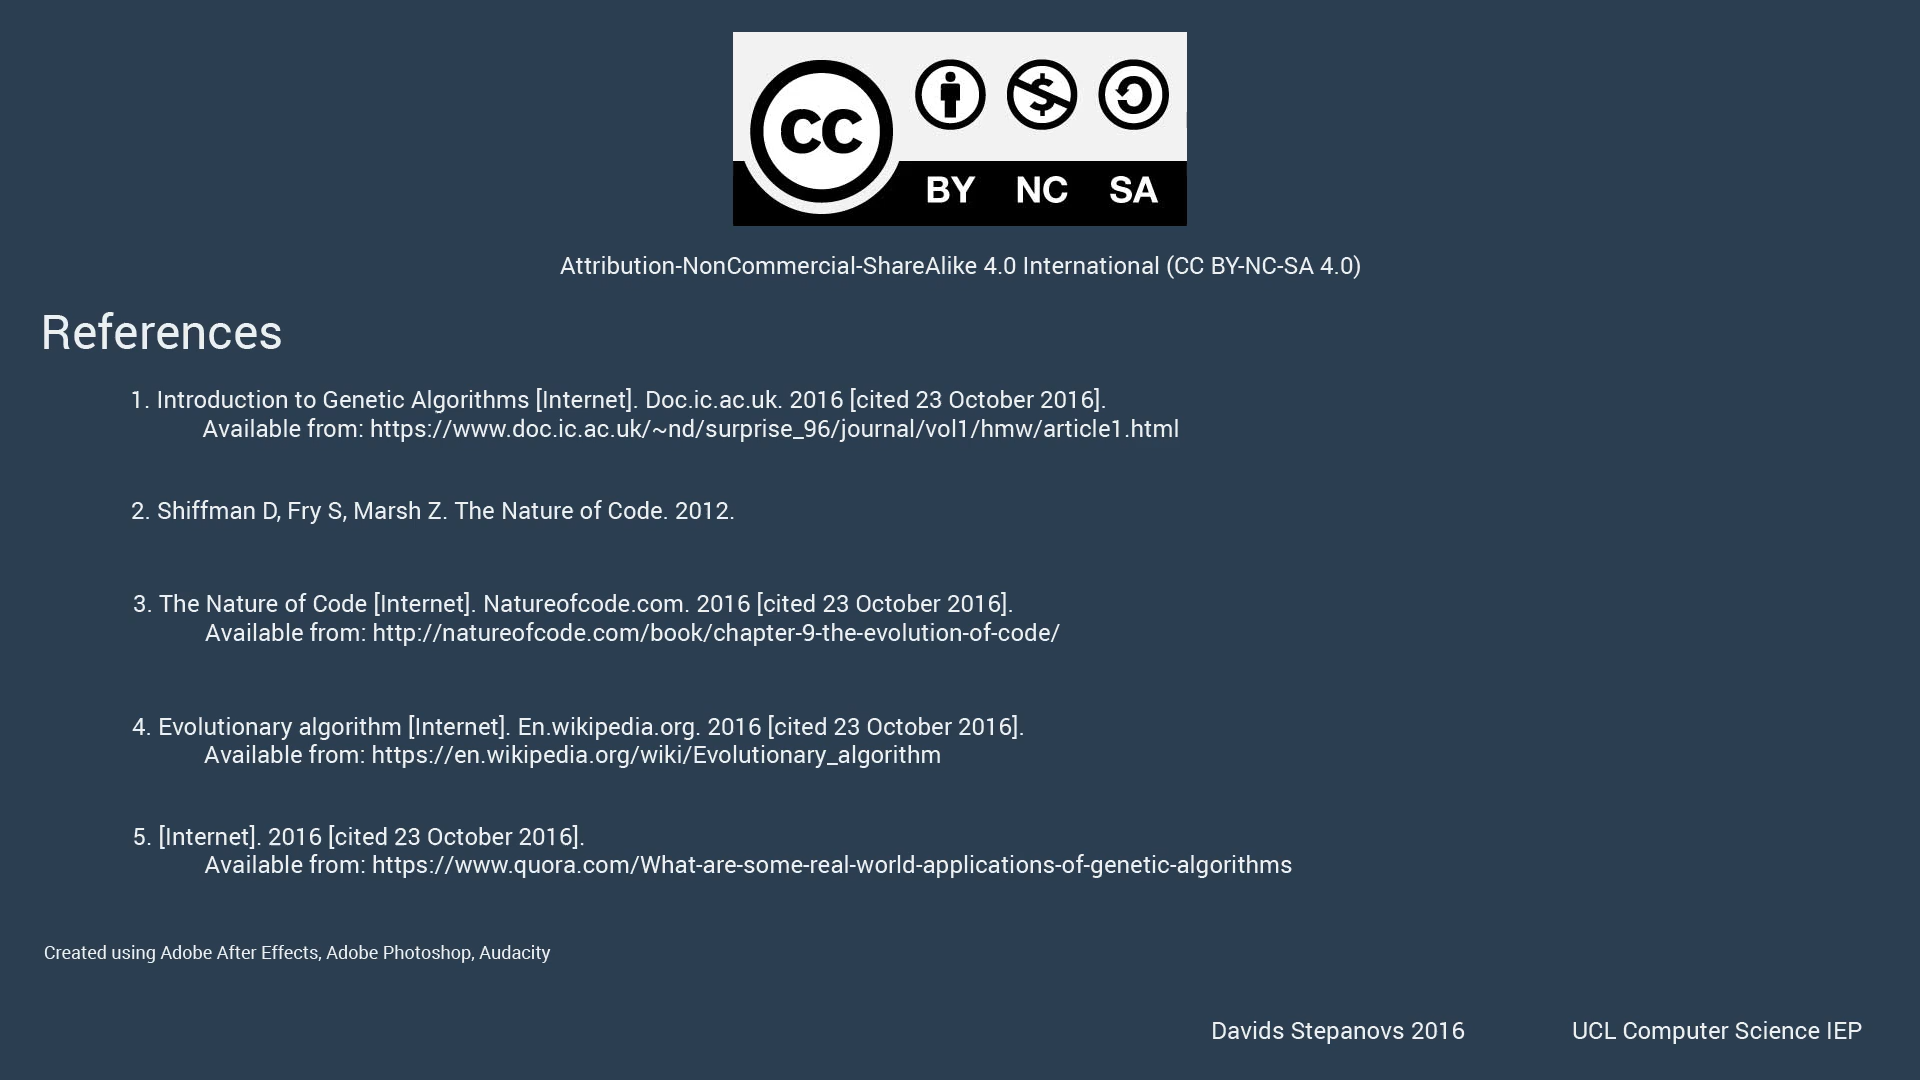 CC
BY NC SA
Attribution-NonCommercial-ShareAlike 4.0 International (CC BY-NC-SA 4.0)
References
1. Introduction to Genetic Algorithms [Internet]. Doc.ic.ac.uk. 2016 [cited 23 October 2016].
Available from: https://www.doc.ic.ac.uk/~nd/surprise_96/journal/vol1/hmw/article1.html
2. Shiffman D, Fry S, Marsh Z. The Nature of Code. 2012.
3. The Nature of Code [Internet]. Natureofcode.com. 2016 [cited 23 October 2016].
Available from: http://natureofcode.com/book/chapter-9-the-evolution-of-code/
4. Evolutionary algorithm [Internet]. En.wikipedia.org. 2016 [cited 23 October 2016].
Available from: https://en.wikipedia.org/wiki/Evolutionary_algorithm
5. [Internet]. 2016 [cited 23 October 2016].
Available from: https://www.quora.com/What-are-some-real-world-applications-of-genetic-algorithms
Created using Adobe After Effects, Adobe Photoshop, Audacity
Davids Stepanovs 2016 UCL Computer Science IEP